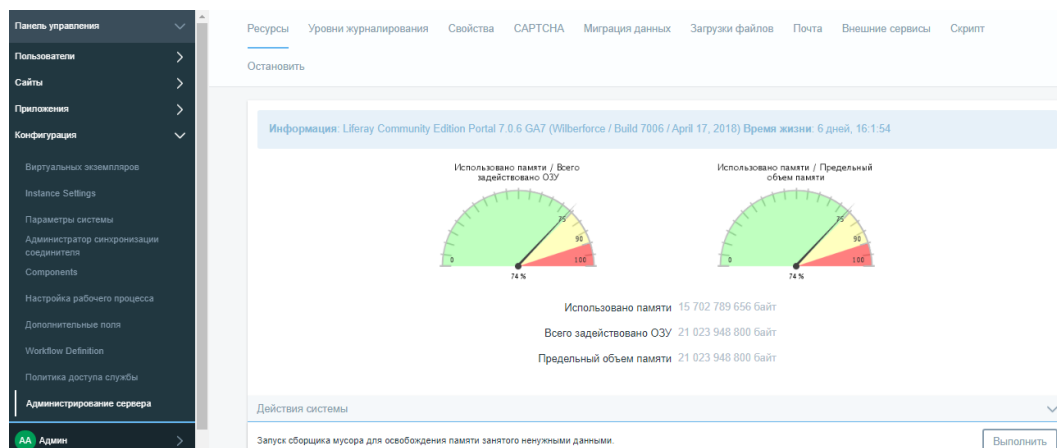 Панель управления
Пользователи
Сайты
Приложения
Конфигурация
Виртуальных экземпляров
Instance Settings
Параметры системы
Администратор синхронизации
соединителя
Components
Настройка рабочего процесса
Дополнительные поля
Workflow Definition
Политика доступа службы
Администрирование сервера
АА Админ
Ресурсы Уровни журналирования Свойства CAPTCHA Миграция данных Загрузки файлов Почта Внешние сервисы Скрипт
Остановить
Информация: Liferay Community Edition Portal 7.0.6 GA7 (Wilberforce / Build 7006 / April 17, 2018) Время жизни: 6 дней, 16:1:54
Использовано памяти / Всего
задействовано ОЗУ
0 75 90 100
74 %
Использовано памяти / Предельный
объем памяти
0 75 90 100
74 %
Использовано памяти 15 702 789 656 байт
Всего задействовано ОЗУ 21 023 948 800 байт
Предельный объем памяти 21 023 948 800 байт
Действия системы
Запуск сборщика мусора для освобождения памяти занятого ненужными данными.
Выполнить